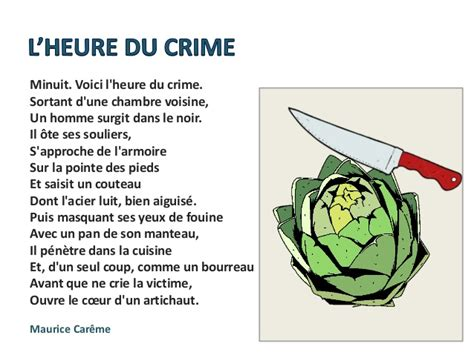 L'HEURE DU CRIME
Minuit. Voici l'heure du crime.
Sortant d'une chambre voisine,
Un homme surgit dans le noir.
Il ôte ses souliers,
S'approche de l'armoire
Sur la pointe des pieds
Et saisit un couteau
Dont l'acier luit, bien aiguisé.
Puis masquant ses yeux de fouine
Avec un pan de son manteau,
Il pénètre dans la cuisine
Et, d'un seul coup, comme un bourreau
Avant que ne crie la victime,
Ouvre le cœur d'un artichaut.
Maurice Carême